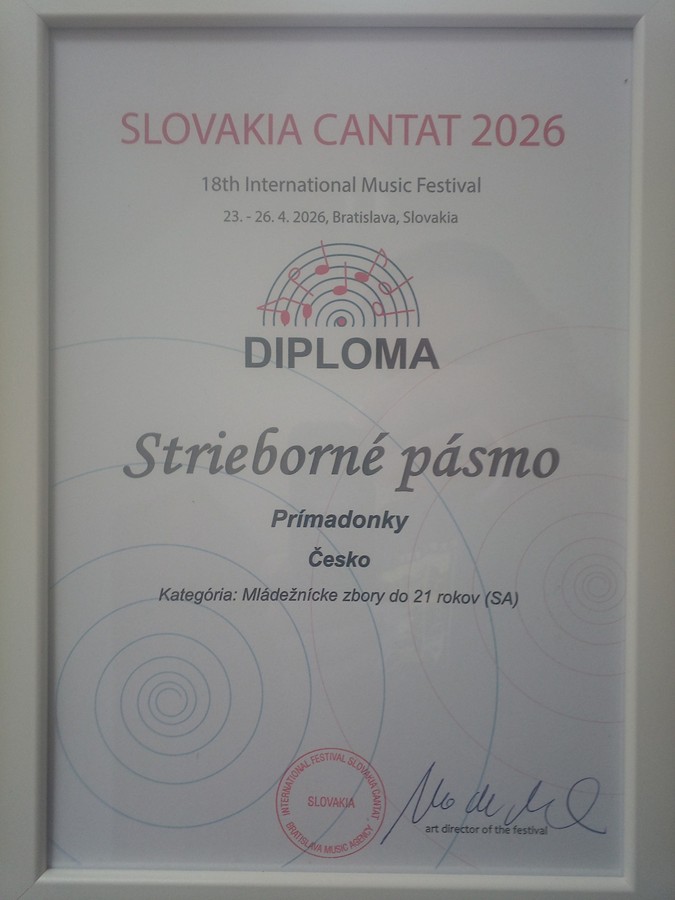 SLOVAKIA CANTAT 2026
18th International Music Festival
23. - 26. 4. 2026, Bratislava, Slovakia
DIPLOMA
Strieborné pásmo
Prímadonky
Česko
Kategória: Mládežnícke zbory do 21 rokov (SA)
INTERNATIONAL FESTIVAL SLOVAKIA CANTAT
SLOVAKIA
BRATISLAVA MUSIC AGENCY
art director of the festival